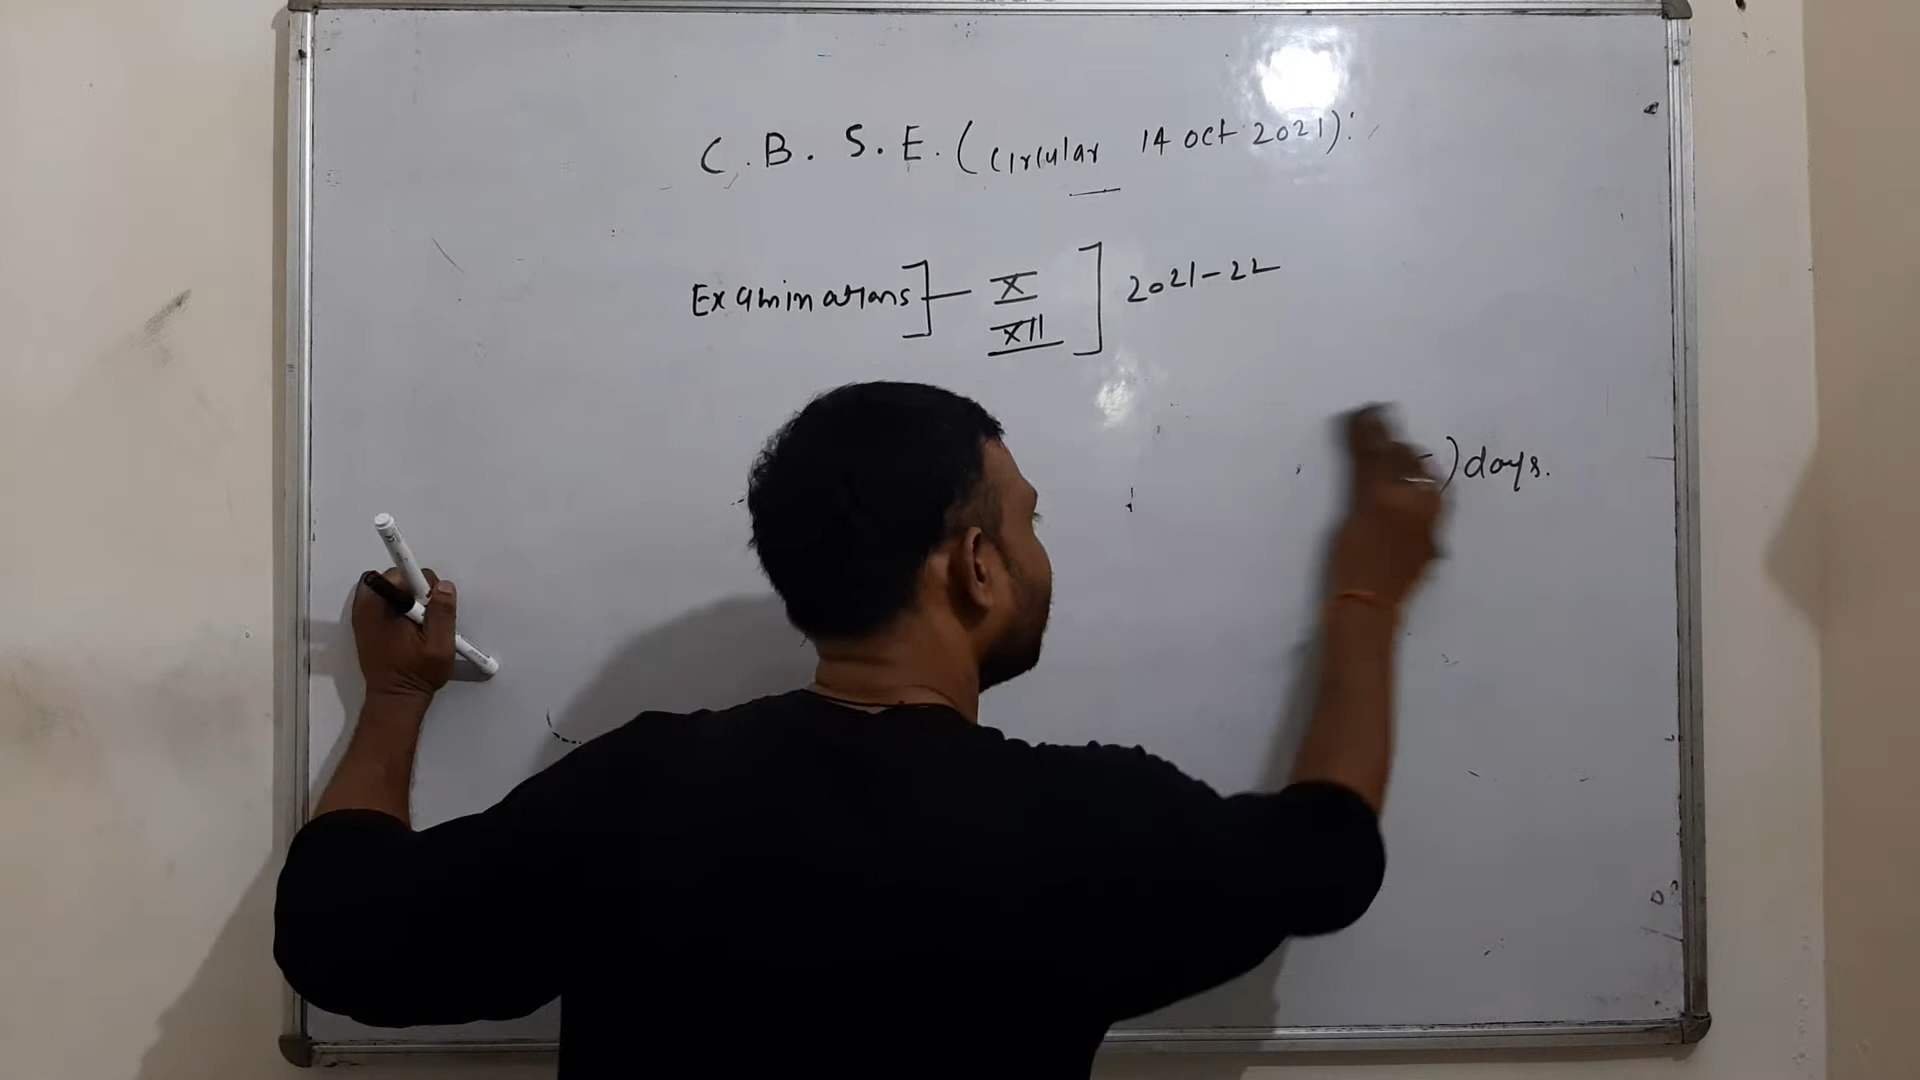 C.B.S.E. (Circular 14 Oct 2021):
Examinations] — X ] 2021-22
XII
) days.